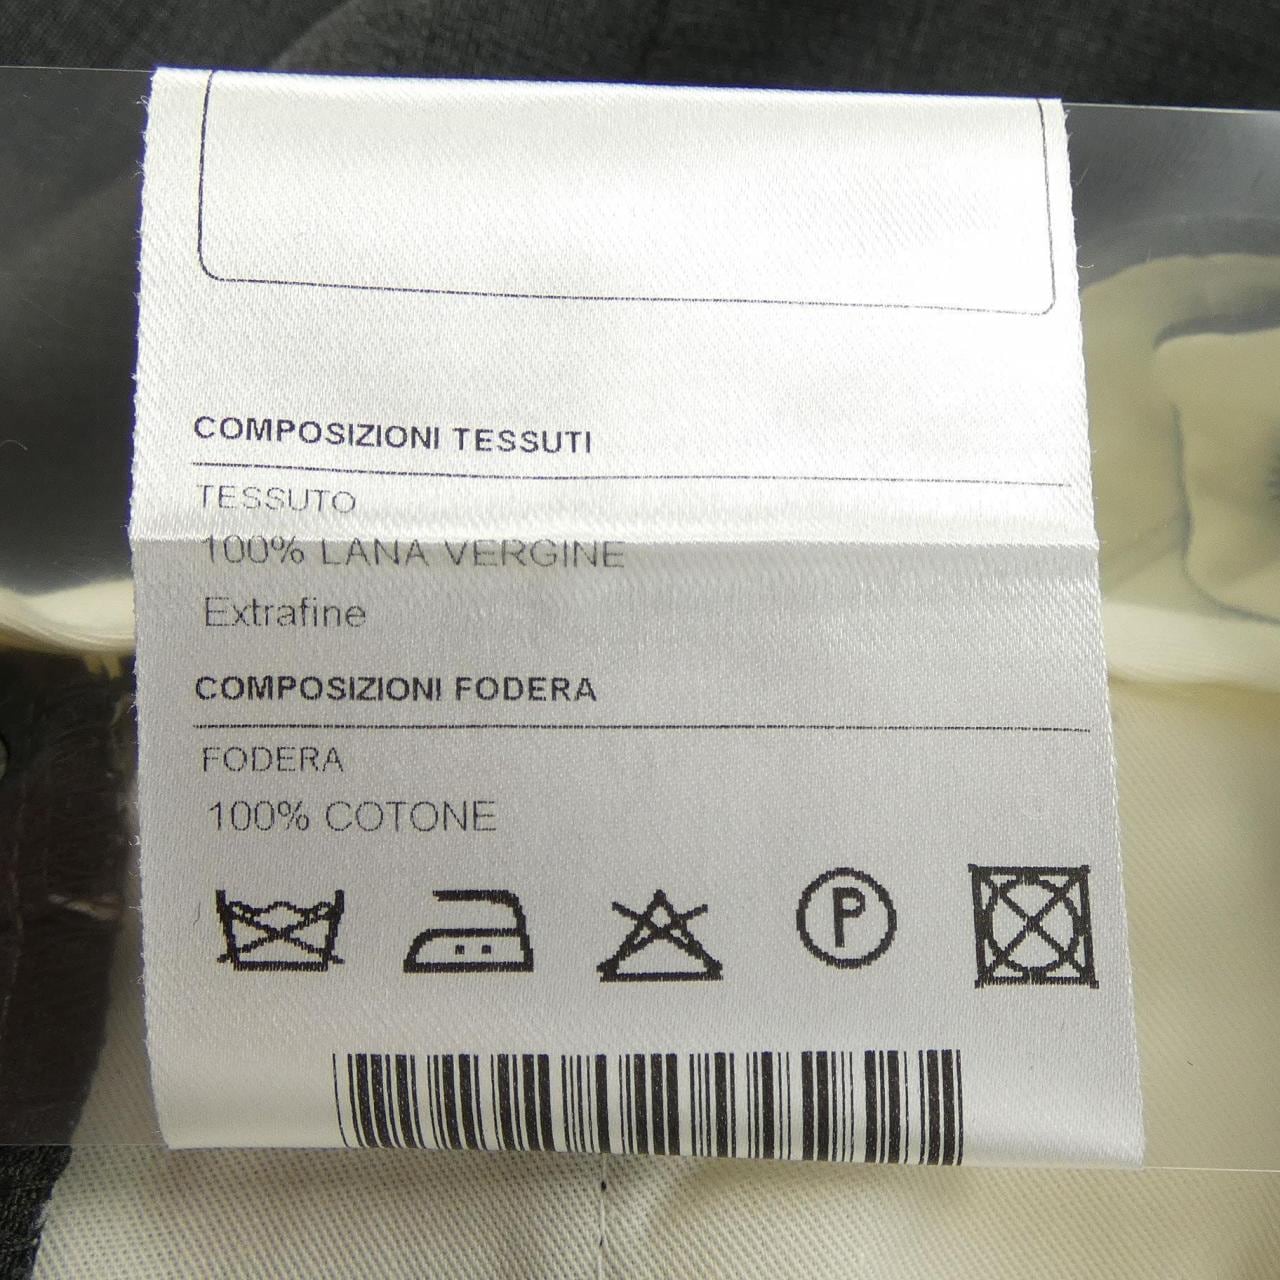 COMPOSIZIONI TESSUTI
TESSUTO
100% LANA VERGINE
Extrafine
COMPOSIZIONI FODERA
FODERA
100% COTONE
P